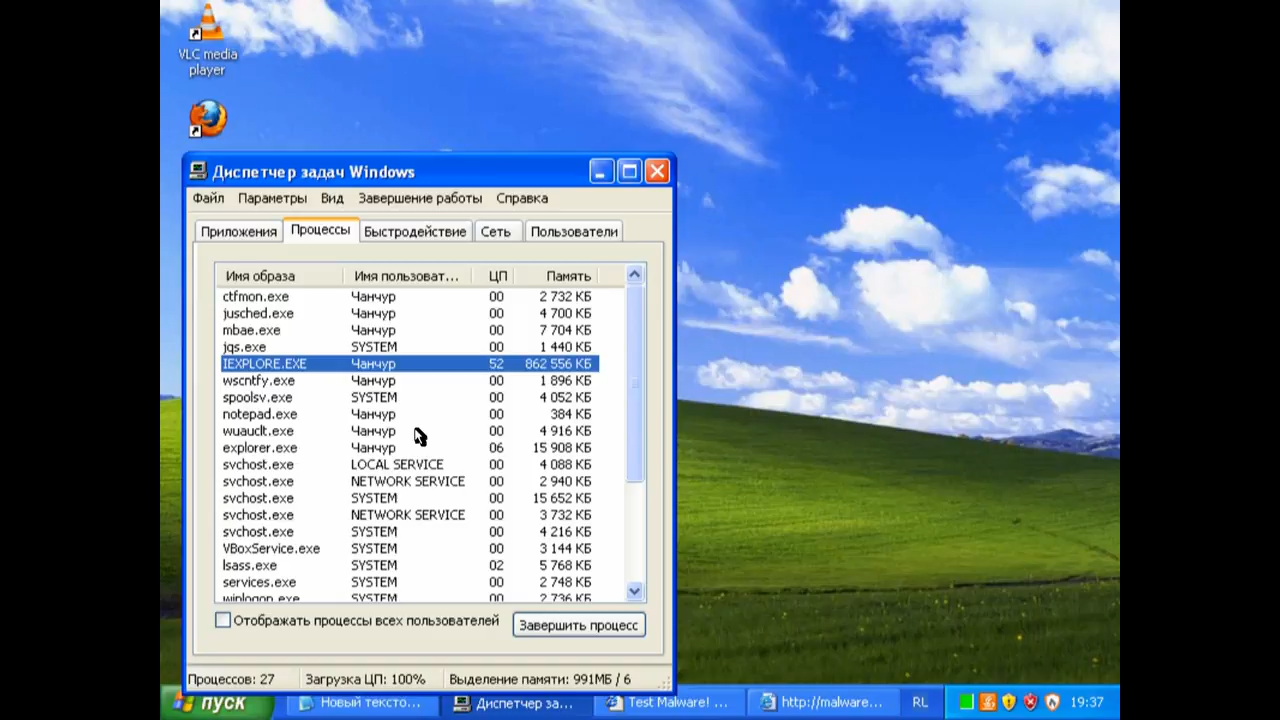 VLC media
player
Диспетчер задач Windows
Файл Параметры Вид Завершение работы Справка
Приложения Процессы Быстродействие Сеть Пользователи
Имя образа Имя пользоват... ЦП Память
ctfmon.exe Чанчур 00 2 732 КБ
jusched.exe Чанчур 00 4 700 КБ
mbae.exe Чанчур 00 7 704 КБ
jqs.exe SYSTEM 00 1 440 КБ
IEXPLORE.EXE Чанчур 52 862 556 КБ
wscntfy.exe Чанчур 00 1 896 КБ
spoolsv.exe SYSTEM 00 4 052 КБ
notepad.exe Чанчур 00 384 КБ
wuauclt.exe Чанчур 00 4 916 КБ
explorer.exe Чанчур 06 15 908 КБ
svchost.exe LOCAL SERVICE 00 4 088 КБ
svchost.exe NETWORK SERVICE 00 2 940 КБ
svchost.exe SYSTEM 00 15 652 КБ
svchost.exe NETWORK SERVICE 00 3 732 КБ
svchost.exe SYSTEM 00 4 216 КБ
VBoxService.exe SYSTEM 00 3 144 КБ
lsass.exe SYSTEM 02 5 768 КБ
services.exe SYSTEM 00 2 748 КБ
winlogon.exe SYSTEM 00 2 736 КБ
Отображать процессы всех пользователей Завершить процесс
Процессов: 27 Загрузка ЦП: 100% Выделение памяти: 991МБ / 6
пуск Новый тексто... Диспетчер за... Test Malware! ... http://malware... RL 19:37